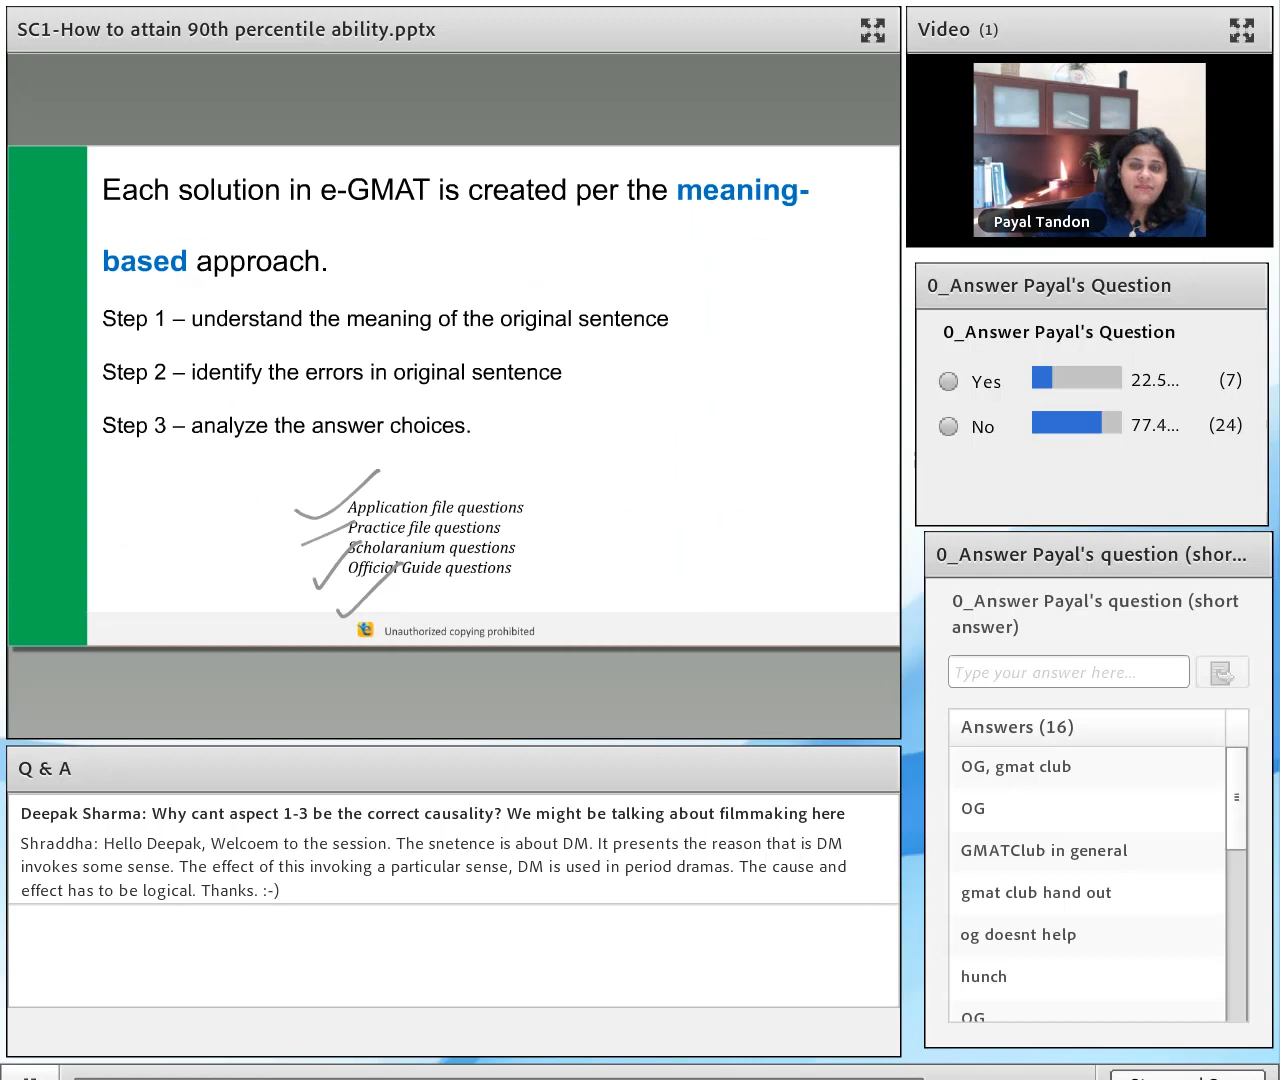 SC1-How to attain 90th percentile ability.pptx
Each solution in e-GMAT is created per the meaning-
based approach.
Step 1 – understand the meaning of the original sentence
Step 2 – identify the errors in original sentence
Step 3 – analyze the answer choices.
Application file questions
Practice file questions
Scholaranium questions
Official Guide questions
Unauthorized copying prohibited
Q & A
Deepak Sharma: Why cant aspect 1-3 be the correct causality? We might be talking about filmmaking here
Shraddha: Hello Deepak, Welcoem to the session. The snetence is about DM. It presents the reason that is DM
invokes some sense. The effect of this invoking a particular sense, DM is used in period dramas. The cause and
effect has to be logical. Thanks. :-)
Video (1)
Payal Tandon
0_Answer Payal's Question
0_Answer Payal's Question
Yes 22.5... (7)
No 77.4... (24)
0_Answer Payal's question (shor...
0_Answer Payal's question (short
answer)
Type your answer here...
Answers (16)
OG, gmat club
OG
GMATClub in general
gmat club hand out
og doesnt help
hunch
OG